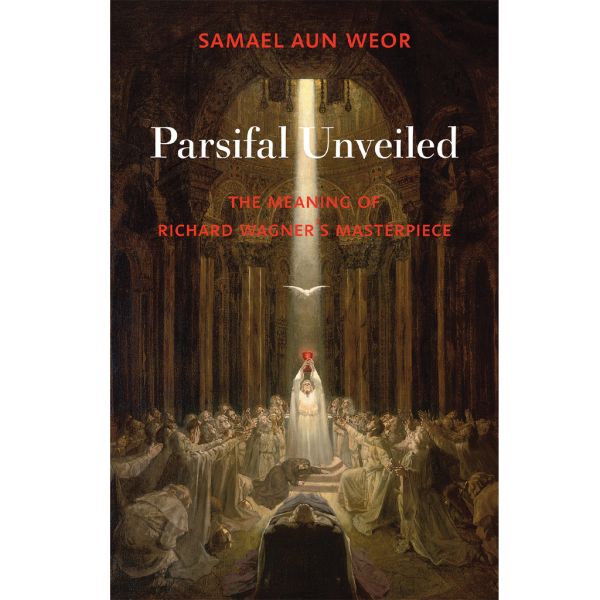 SAMAEL AUN WEOR
Parsifal Unveiled
THE MEANING OF
RICHARD WAGNER'S MASTERPIECE